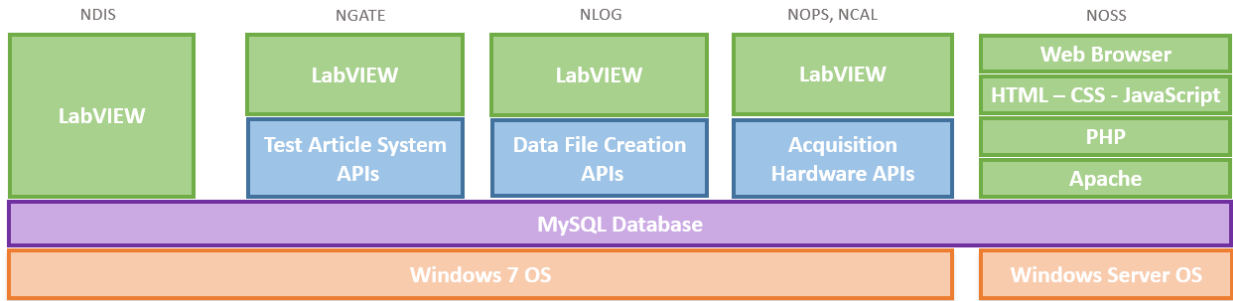 NDIS
NGATE
NLOG
NOPS, NCAL
NOSS
LabVIEW
LabVIEW
Test Article System
APIs
LabVIEW
Data File Creation
APIs
LabVIEW
Acquisition
Hardware APIs
Web Browser
HTML – CSS - JavaScript
PHP
Apache
MySQL Database
Windows 7 OS
Windows Server OS